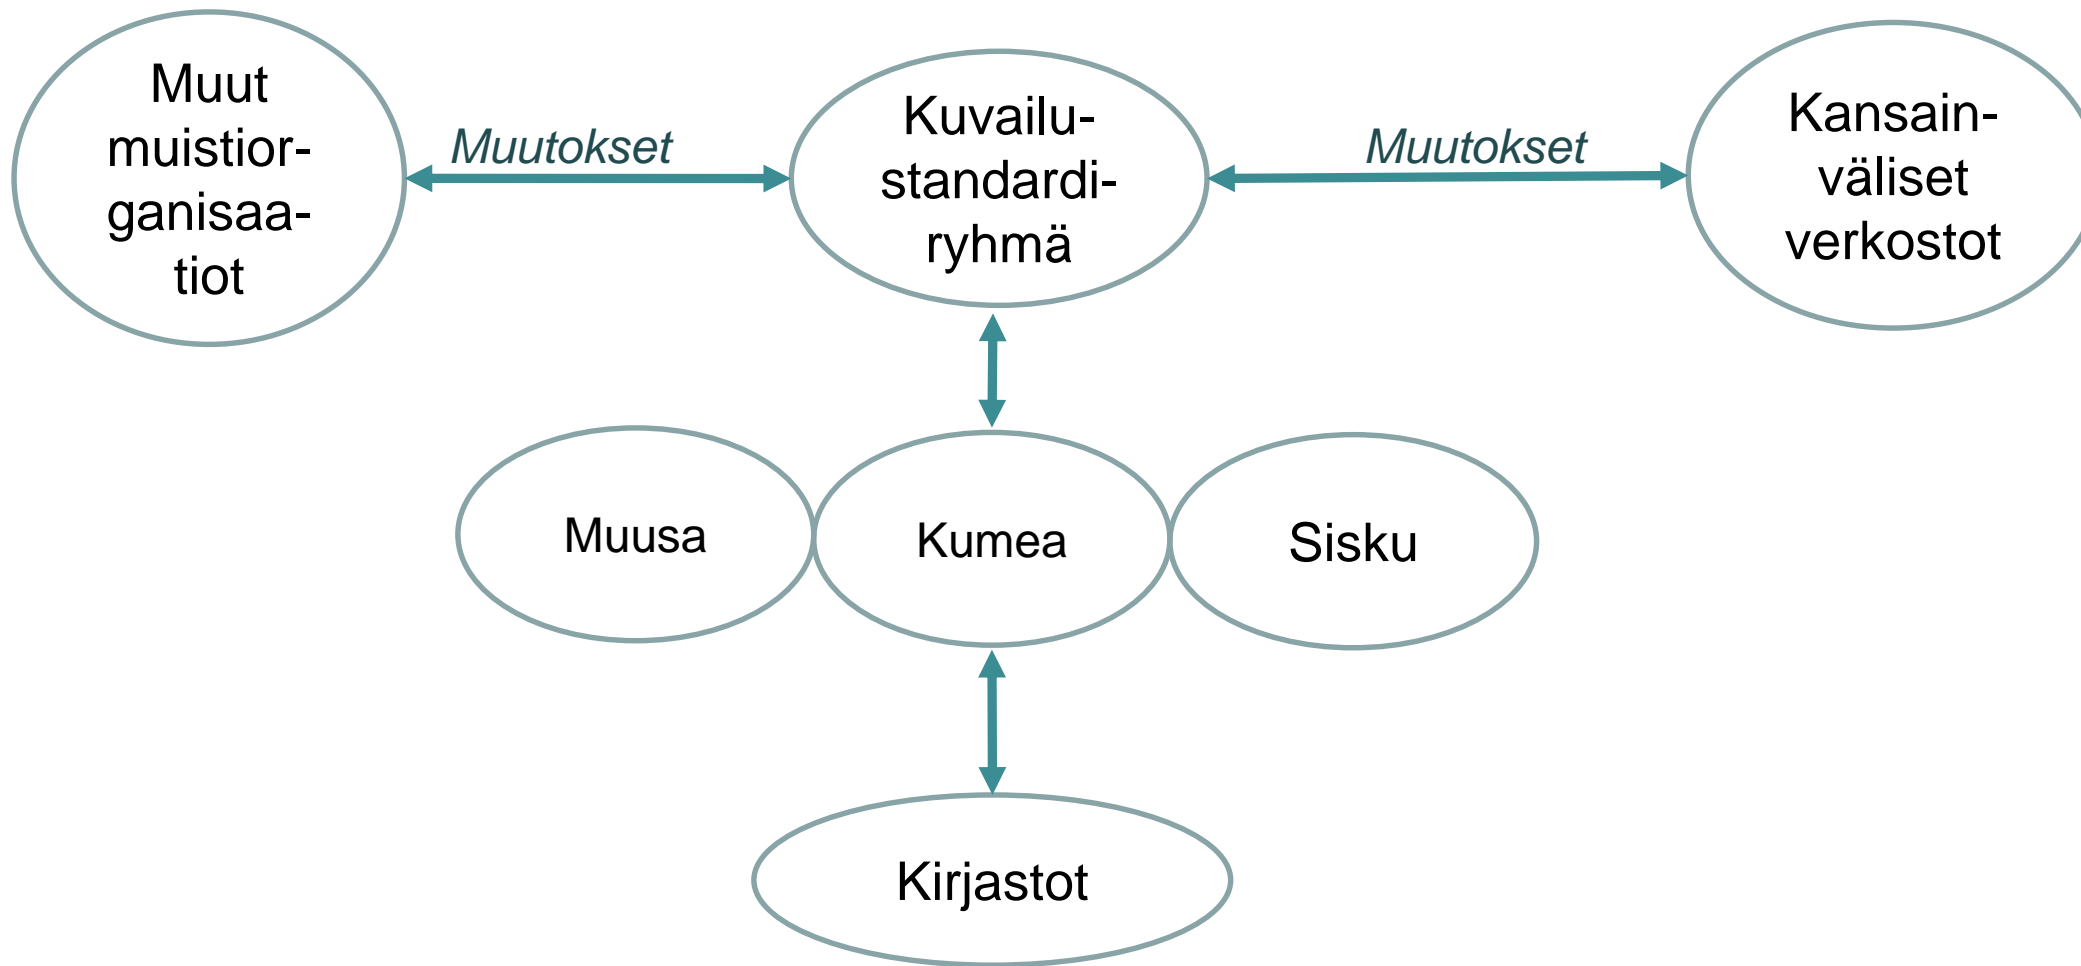 Muut
muistior-
ganisaa-
tiot
Muutokset
Kuvailu-
standardi-
ryhmä
Muutokset
Kansain-
väliset
verkostot
Muusa
Kumea
Sisku
Kirjastot